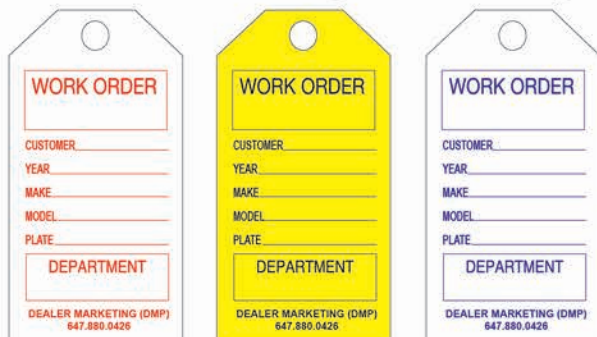 WORK ORDER
CUSTOMER
YEAR
MAKE
MODEL
PLATE
DEPARTMENT
DEALER MARKETING (DMP)
647.880.0426
WORK ORDER
CUSTOMER
YEAR
MAKE
MODEL
PLATE
DEPARTMENT
DEALER MARKETING (DMP)
647.880.0426
WORK ORDER
CUSTOMER
YEAR
MAKE
MODEL
PLATE
DEPARTMENT
DEALER MARKETING (DMP)
647.880.0426